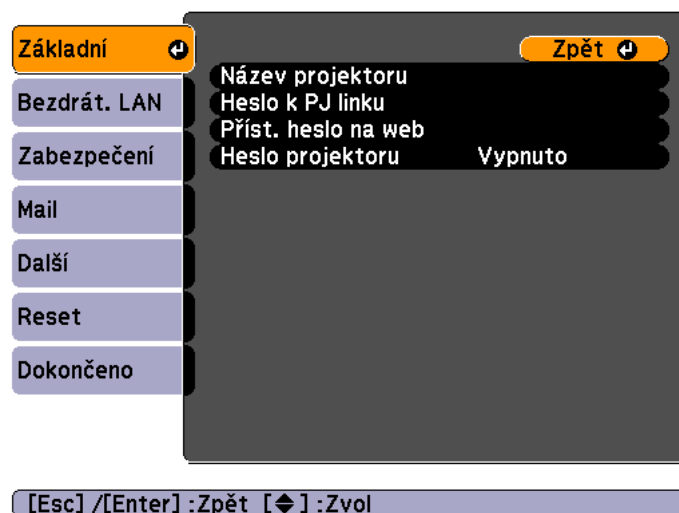 Základní
Bezdrát. LAN
Zabezpečení
Mail
Další
Reset
Dokončeno
Zpět
Název projektoru
Heslo k PJ linku
Příst. heslo na web
Heslo projektoru Vypnuto
[Esc] /[Enter] :Zpět [◆] :Zvol